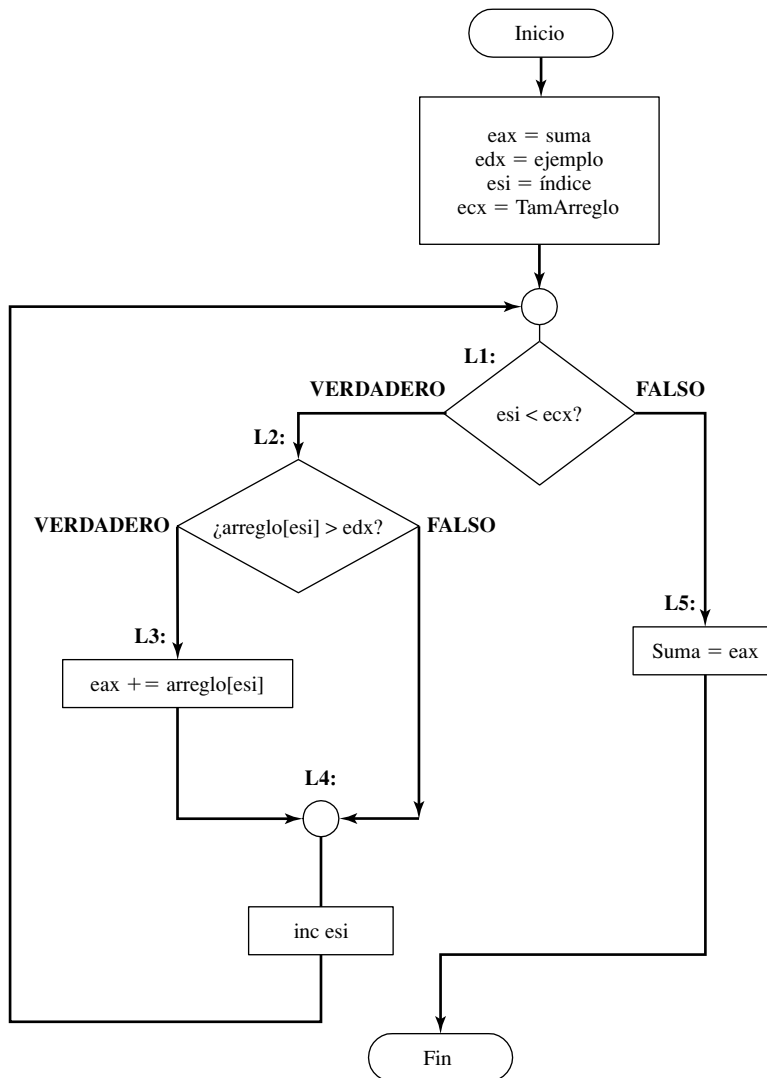 Inicio
eax = suma
edx = ejemplo
esi = índice
ecx = TamArreglo
L1:
VERDADERO
FALSO
esi < ecx?
L2:
VERDADERO
¿arreglo[esi] > edx?
FALSO
L3:
eax += arreglo[esi]
L5:
Suma = eax
L4:
inc esi
Fin